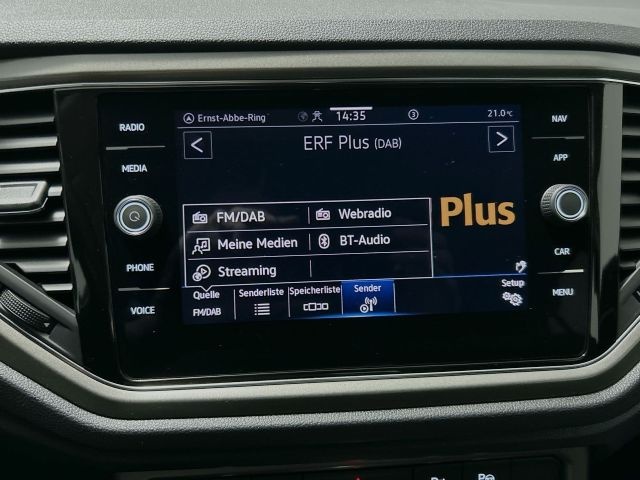 RADIO
MEDIA
PHONE
VOICE
Ernst-Abbe-Ring 14:35 3 21.0°C
ERF Plus (DAB)
FM/DAB Webradio
Meine Medien BT-Audio
Streaming
Plus
Quelle Senderliste Speicherliste Sender Setup
FM/DAB
NAV
APP
CAR
MENU